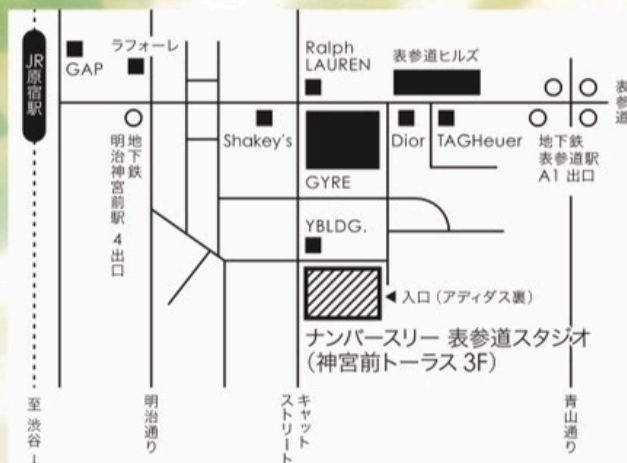 JR原宿駅
GAP
ラフォーレ
Ralph
LAUREN
表参道ヒルズ
表参道
地下鉄
明治神宮前駅 4出口
Shakey's
GYRE
Dior
TAGHeuer
地下鉄
表参道駅
A1 出口
YBLDG.
入口(アディダス裏)
ナンバースリー 表参道スタジオ
(神宮前トーラス 3F)
至 渋谷
明治通り
キャット
ストリート
青山通り